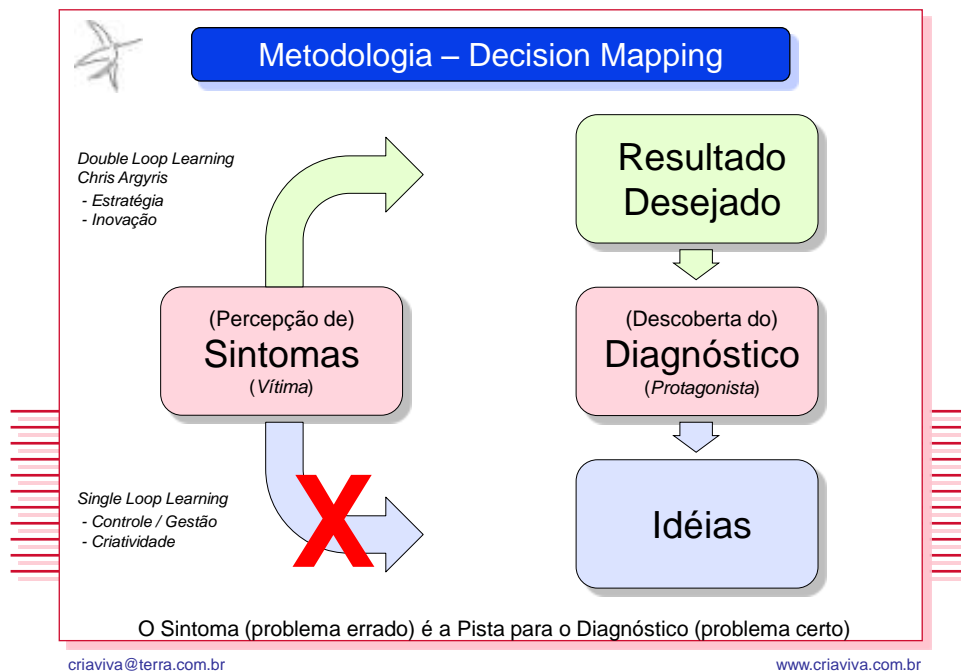 Metodologia – Decision Mapping
Double Loop Learning
Chris Argyris
- Estratégia
- Inovação
Resultado
Desejado
(Percepção de)
Sintomas
(Vítima)
(Descoberta do)
Diagnóstico
(Protagonista)
Single Loop Learning
- Controle / Gestão
- Criatividade
X
Idéias
O Sintoma (problema errado) é a Pista para o Diagnóstico (problema certo)
criaviva@terra.com.br
www.criaviva.com.br